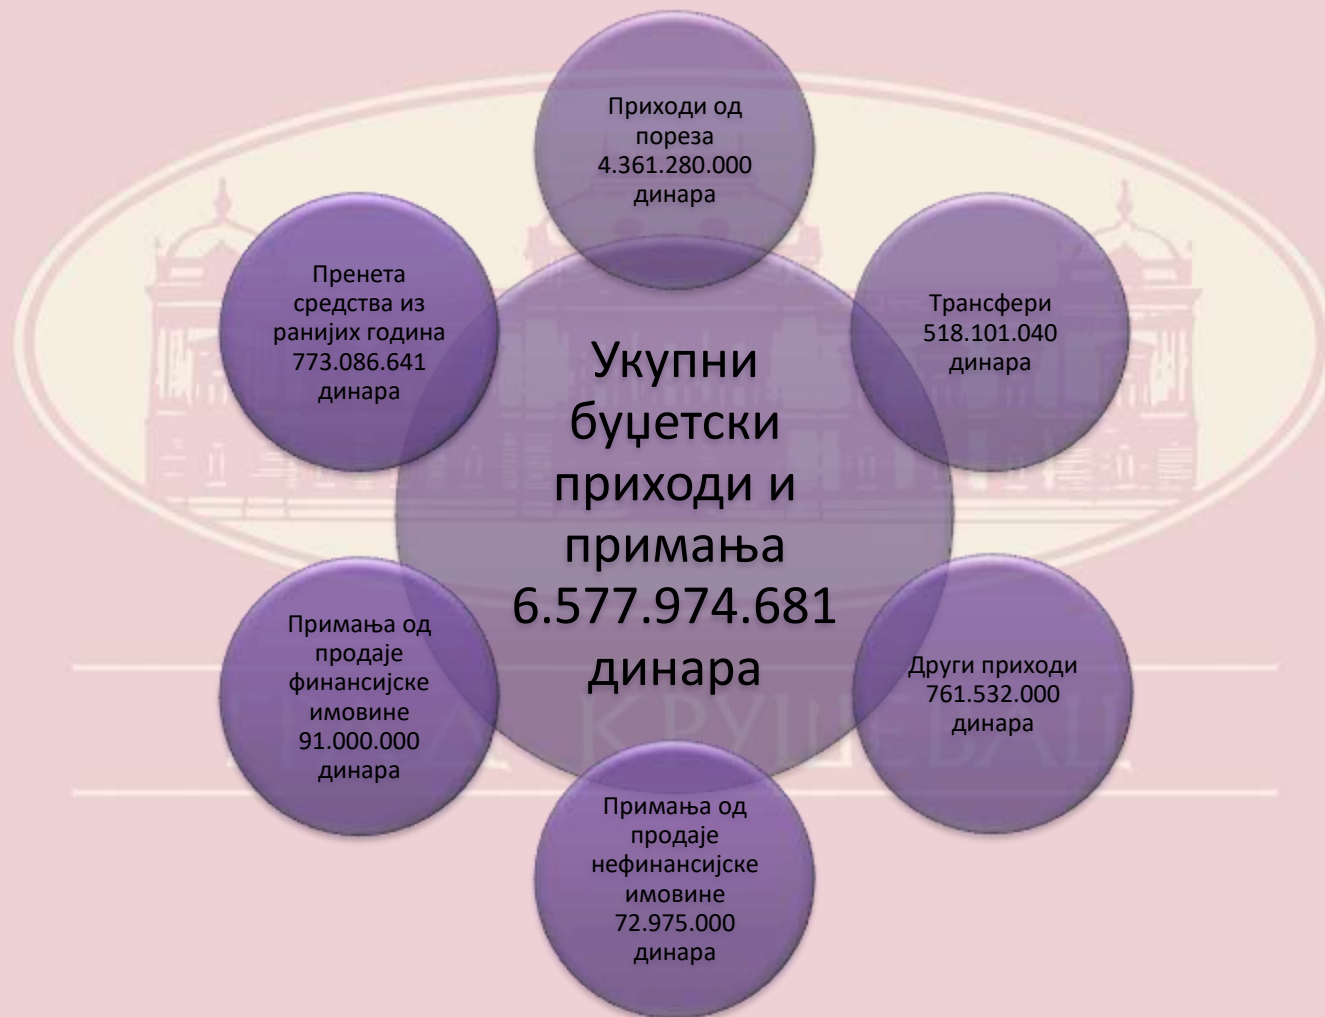 Приходи од
пореза
4.361.280.000
динара
Трансфери
518.101.040
динара
Други приходи
761.532.000
динара
Примања од
продаје
нефинансијске
имовине
72.975.000
динара
Примања од
продаје
финансијске
имовине
91.000.000
динара
Пренета
средства из
ранијих година
773.086.641
динара
Укупни
буџетски
приходи и
примања
6.577.974.681
динара
КРУШЕВАЦ